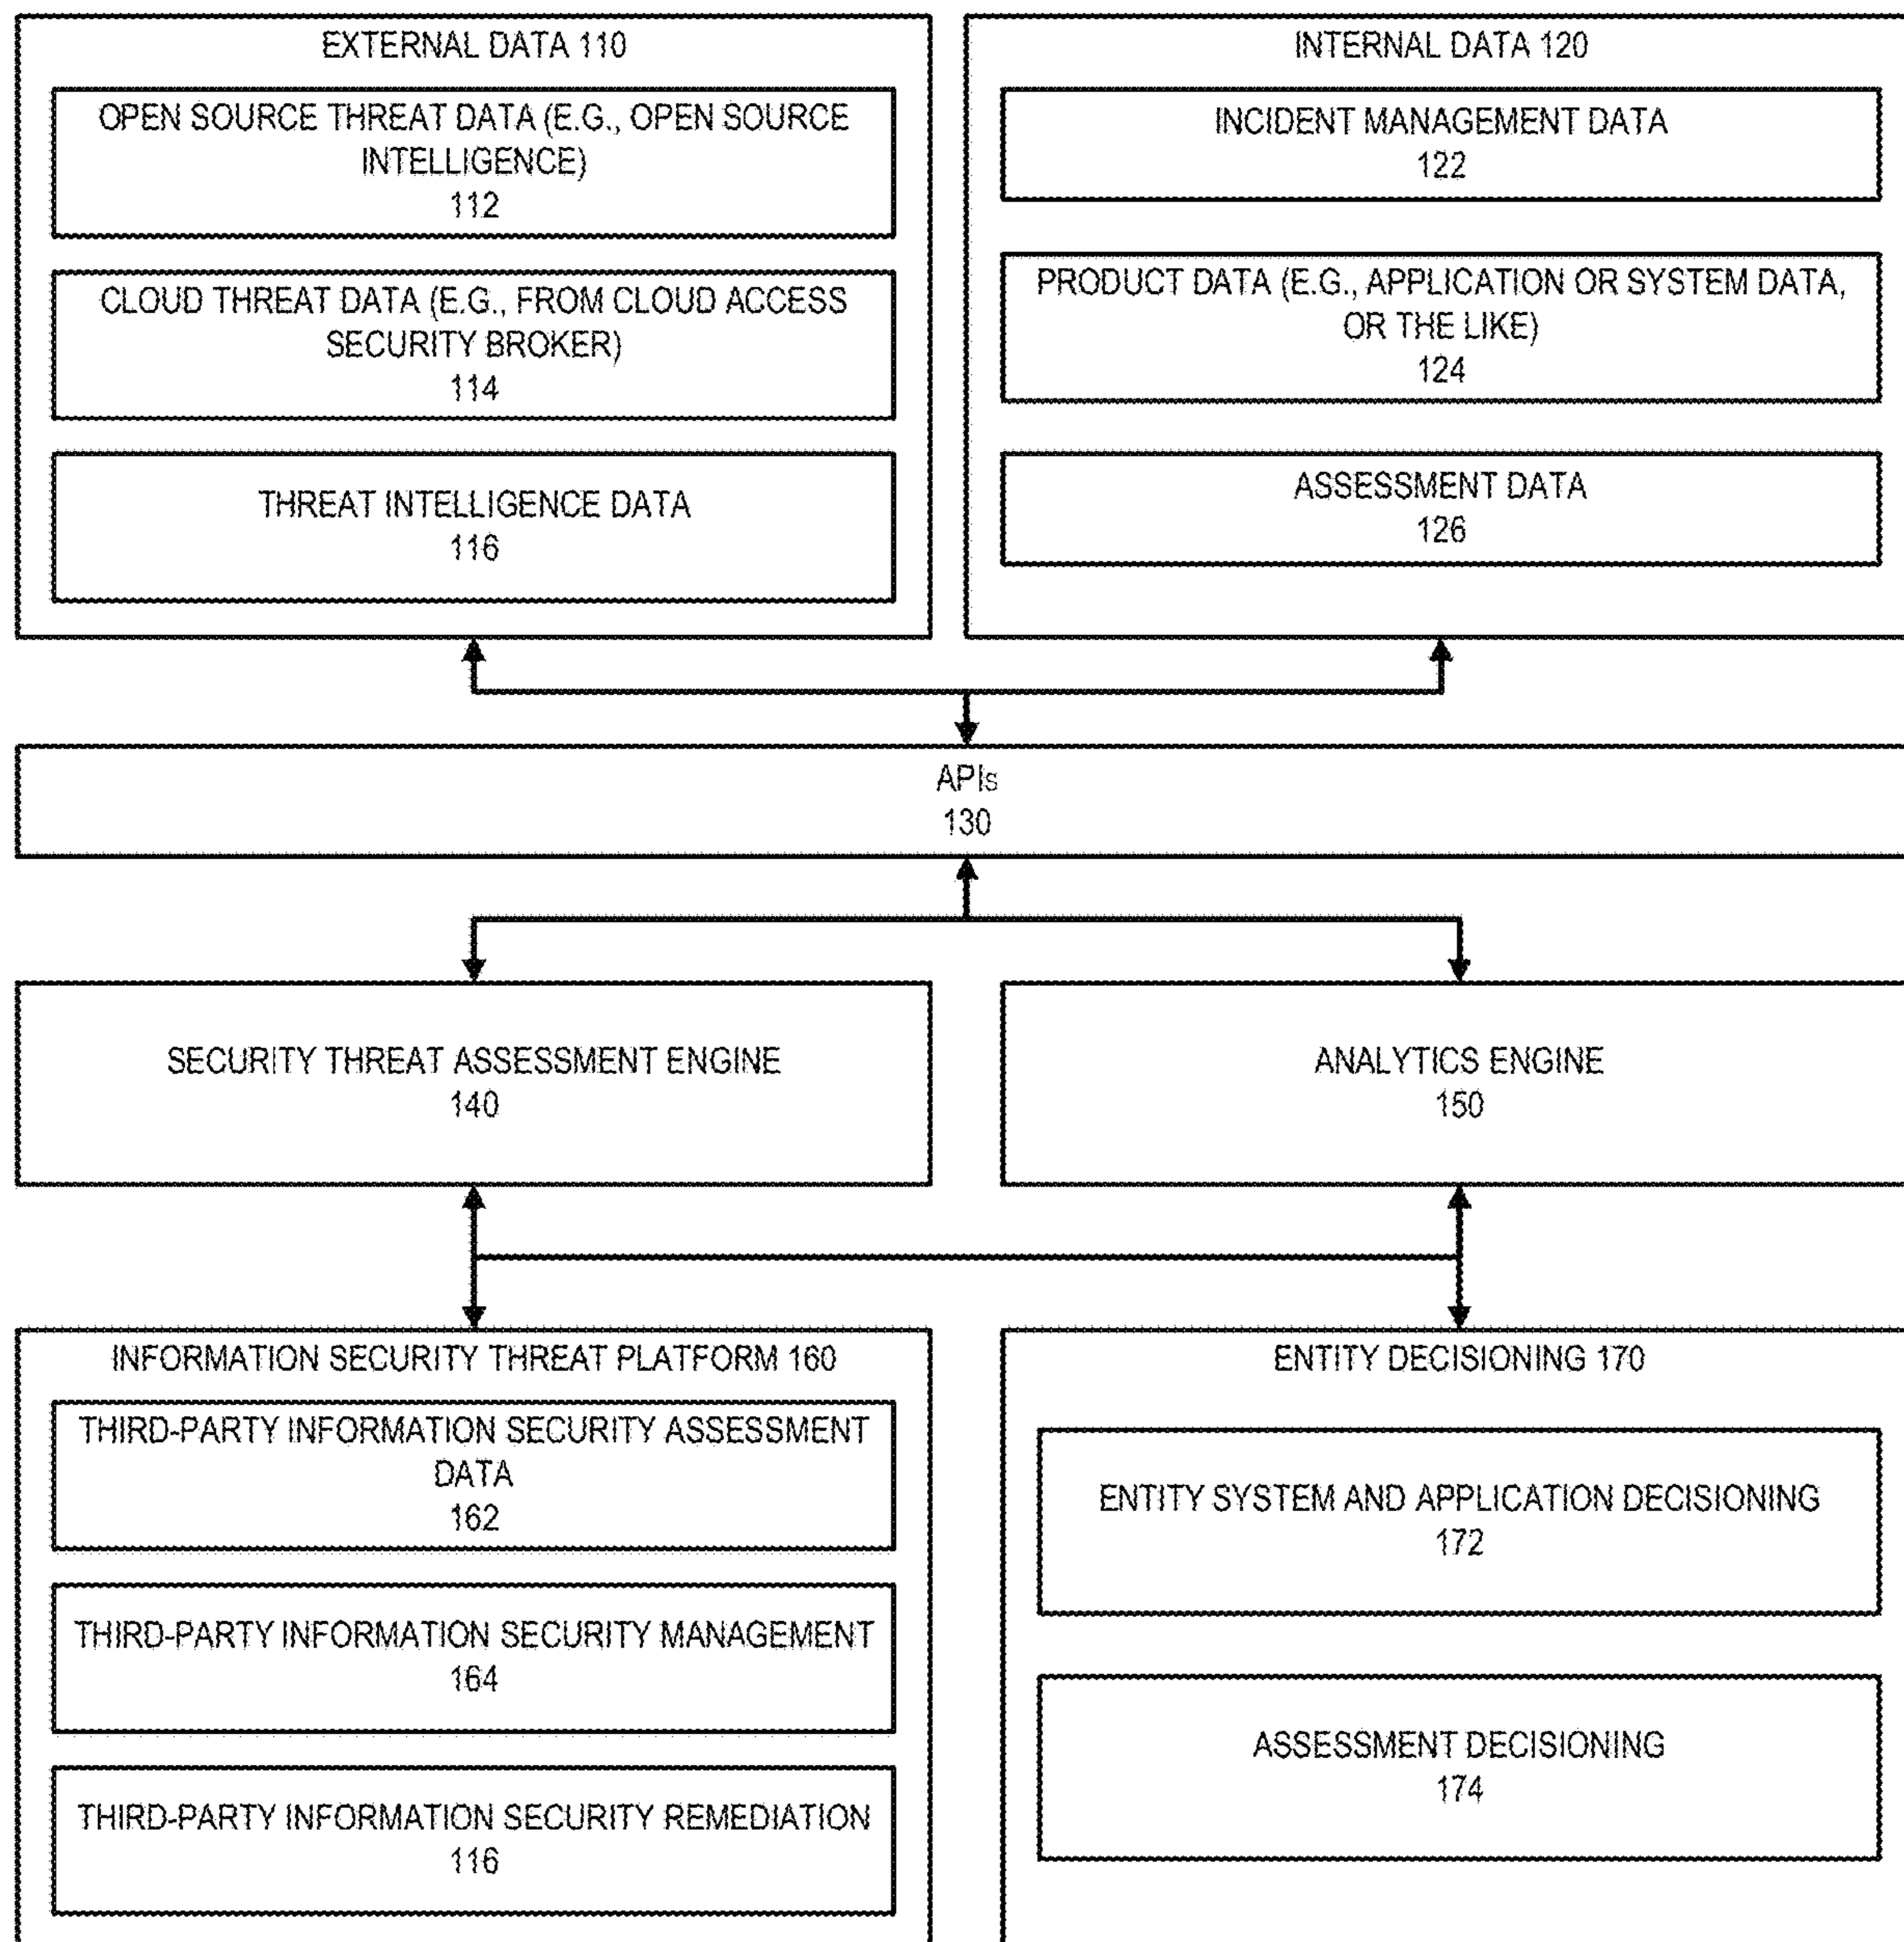 EXTERNAL DATA 110
OPEN SOURCE THREAT DATA (E.G., OPEN SOURCE
INTELLIGENCE)
112
CLOUD THREAT DATA (E.G., FROM CLOUD ACCESS
SECURITY BROKER)
114
THREAT INTELLIGENCE DATA
116
INTERNAL DATA 120
INCIDENT MANAGEMENT DATA
122
PRODUCT DATA (E.G., APPLICATION OR SYSTEM DATA,
OR THE LIKE)
124
ASSESSMENT DATA
126
APIs
130
SECURITY THREAT ASSESSMENT ENGINE
140
ANALYTICS ENGINE
150
INFORMATION SECURITY THREAT PLATFORM 160
THIRD-PARTY INFORMATION SECURITY ASSESSMENT
DATA
162
THIRD-PARTY INFORMATION SECURITY MANAGEMENT
164
THIRD-PARTY INFORMATION SECURITY REMEDIATION
116
ENTITY DECISIONING 170
ENTITY SYSTEM AND APPLICATION DECISIONING
172
ASSESSMENT DECISIONING
174